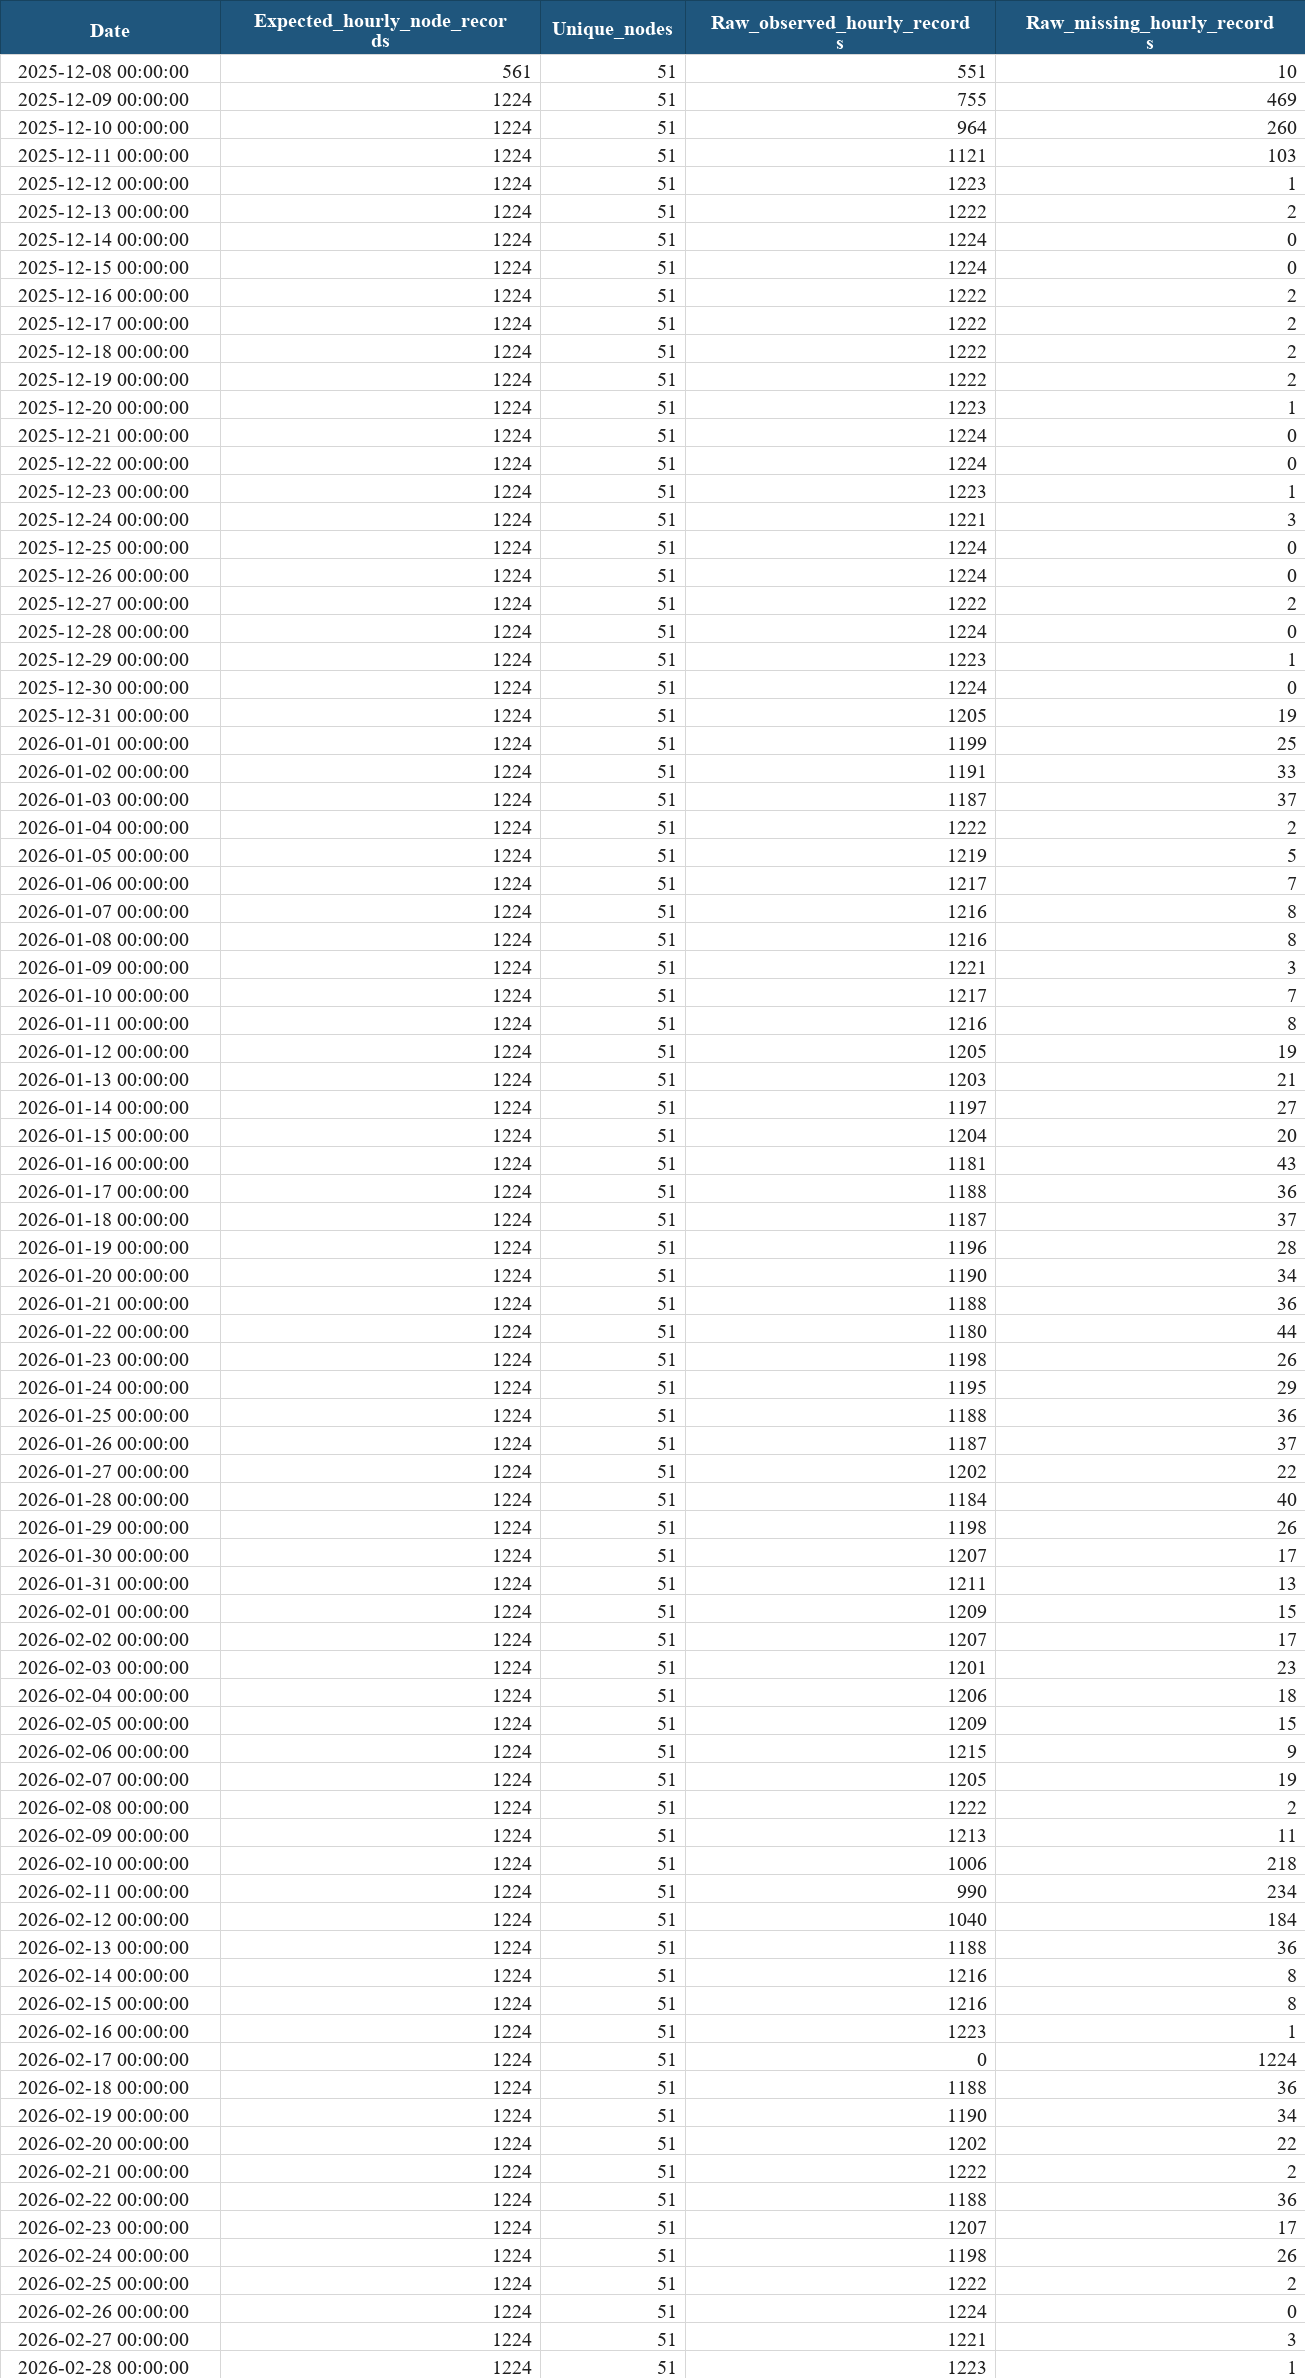 Date Expected_hourly_node_recor Unique_nodes Raw_observed_hourly_record Raw_missing_hourly_record
ds s s
2025-12-08 00:00:00 561 51 551 10
2025-12-09 00:00:00 1224 51 755 469
2025-12-10 00:00:00 1224 51 964 260
2025-12-11 00:00:00 1224 51 1121 103
2025-12-12 00:00:00 1224 51 1223 1
2025-12-13 00:00:00 1224 51 1222 2
2025-12-14 00:00:00 1224 51 1224 0
2025-12-15 00:00:00 1224 51 1224 0
2025-12-16 00:00:00 1224 51 1222 2
2025-12-17 00:00:00 1224 51 1222 2
2025-12-18 00:00:00 1224 51 1222 2
2025-12-19 00:00:00 1224 51 1222 2
2025-12-20 00:00:00 1224 51 1223 1
2025-12-21 00:00:00 1224 51 1224 0
2025-12-22 00:00:00 1224 51 1224 0
2025-12-23 00:00:00 1224 51 1223 1
2025-12-24 00:00:00 1224 51 1221 3
2025-12-25 00:00:00 1224 51 1224 0
2025-12-26 00:00:00 1224 51 1224 0
2025-12-27 00:00:00 1224 51 1222 2
2025-12-28 00:00:00 1224 51 1224 0
2025-12-29 00:00:00 1224 51 1223 1
2025-12-30 00:00:00 1224 51 1224 0
2025-12-31 00:00:00 1224 51 1205 19
2026-01-01 00:00:00 1224 51 1199 25
2026-01-02 00:00:00 1224 51 1191 33
2026-01-03 00:00:00 1224 51 1187 37
2026-01-04 00:00:00 1224 51 1222 2
2026-01-05 00:00:00 1224 51 1219 5
2026-01-06 00:00:00 1224 51 1217 7
2026-01-07 00:00:00 1224 51 1216 8
2026-01-08 00:00:00 1224 51 1216 8
2026-01-09 00:00:00 1224 51 1221 3
2026-01-10 00:00:00 1224 51 1217 7
2026-01-11 00:00:00 1224 51 1216 8
2026-01-12 00:00:00 1224 51 1205 19
2026-01-13 00:00:00 1224 51 1203 21
2026-01-14 00:00:00 1224 51 1197 27
2026-01-15 00:00:00 1224 51 1204 20
2026-01-16 00:00:00 1224 51 1181 43
2026-01-17 00:00:00 1224 51 1188 36
2026-01-18 00:00:00 1224 51 1187 37
2026-01-19 00:00:00 1224 51 1196 28
2026-01-20 00:00:00 1224 51 1190 34
2026-01-21 00:00:00 1224 51 1188 36
2026-01-22 00:00:00 1224 51 1180 44
2026-01-23 00:00:00 1224 51 1198 26
2026-01-24 00:00:00 1224 51 1195 29
2026-01-25 00:00:00 1224 51 1188 36
2026-01-26 00:00:00 1224 51 1187 37
2026-01-27 00:00:00 1224 51 1202 22
2026-01-28 00:00:00 1224 51 1184 40
2026-01-29 00:00:00 1224 51 1198 26
2026-01-30 00:00:00 1224 51 1207 17
2026-01-31 00:00:00 1224 51 1211 13
2026-02-01 00:00:00 1224 51 1209 15
2026-02-02 00:00:00 1224 51 1207 17
2026-02-03 00:00:00 1224 51 1201 23
2026-02-04 00:00:00 1224 51 1206 18
2026-02-05 00:00:00 1224 51 1209 15
2026-02-06 00:00:00 1224 51 1215 9
2026-02-07 00:00:00 1224 51 1205 19
2026-02-08 00:00:00 1224 51 1222 2
2026-02-09 00:00:00 1224 51 1213 11
2026-02-10 00:00:00 1224 51 1006 218
2026-02-11 00:00:00 1224 51 990 234
2026-02-12 00:00:00 1224 51 1040 184
2026-02-13 00:00:00 1224 51 1188 36
2026-02-14 00:00:00 1224 51 1216 8
2026-02-15 00:00:00 1224 51 1216 8
2026-02-16 00:00:00 1224 51 1223 1
2026-02-17 00:00:00 1224 51 0 1224
2026-02-18 00:00:00 1224 51 1188 36
2026-02-19 00:00:00 1224 51 1190 34
2026-02-20 00:00:00 1224 51 1202 22
2026-02-21 00:00:00 1224 51 1222 2
2026-02-22 00:00:00 1224 51 1188 36
2026-02-23 00:00:00 1224 51 1207 17
2026-02-24 00:00:00 1224 51 1198 26
2026-02-25 00:00:00 1224 51 1222 2
2026-02-26 00:00:00 1224 51 1224 0
2026-02-27 00:00:00 1224 51 1221 3
2026-02-28 00:00:00 1224 51 1223 1